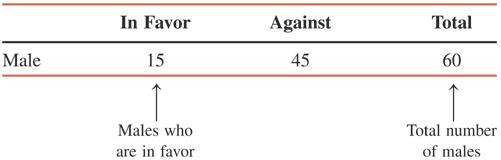 In Favor Against Total
Male 15 45 60
Males who Total number
are in favor of males